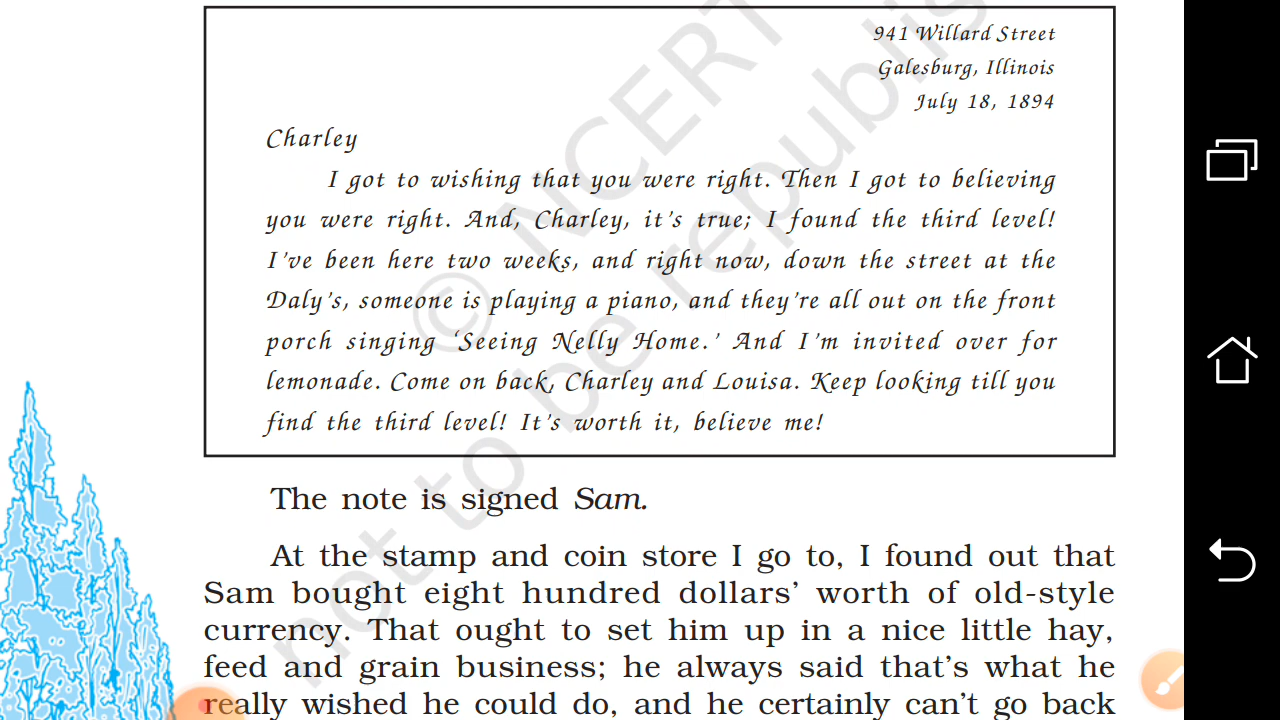 941 Willard Street
Galesburg, Illinois
July 18, 1894
Charley
I got to wishing that you were right. Then I got to believing
you were right. And, Charley, it's true; I found the third level!
I've been here two weeks, and right now, down the street at the
Daly's, someone is playing a piano, and they're all out on the front
porch singing ‘Seeing Nelly Home.’ And I'm invited over for
lemonade. Come on back, Charley and Louisa. Keep looking till you
find the third level! It's worth it, believe me!
The note is signed Sam.
At the stamp and coin store I go to, I found out that
Sam bought eight hundred dollars’ worth of old-style
currency. That ought to set him up in a nice little hay,
feed and grain business; he always said that's what he
really wished he could do, and he certainly can't go back
© NCERT
not to be republis